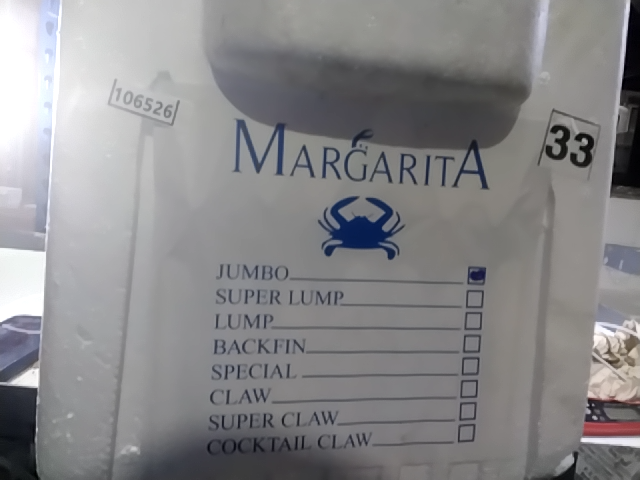 106526
33
MARGARITA
JUMBO
SUPER LUMP
LUMP
BACKFIN
SPECIAL
CLAW
SUPER CLAW
COCKTAIL CLAW